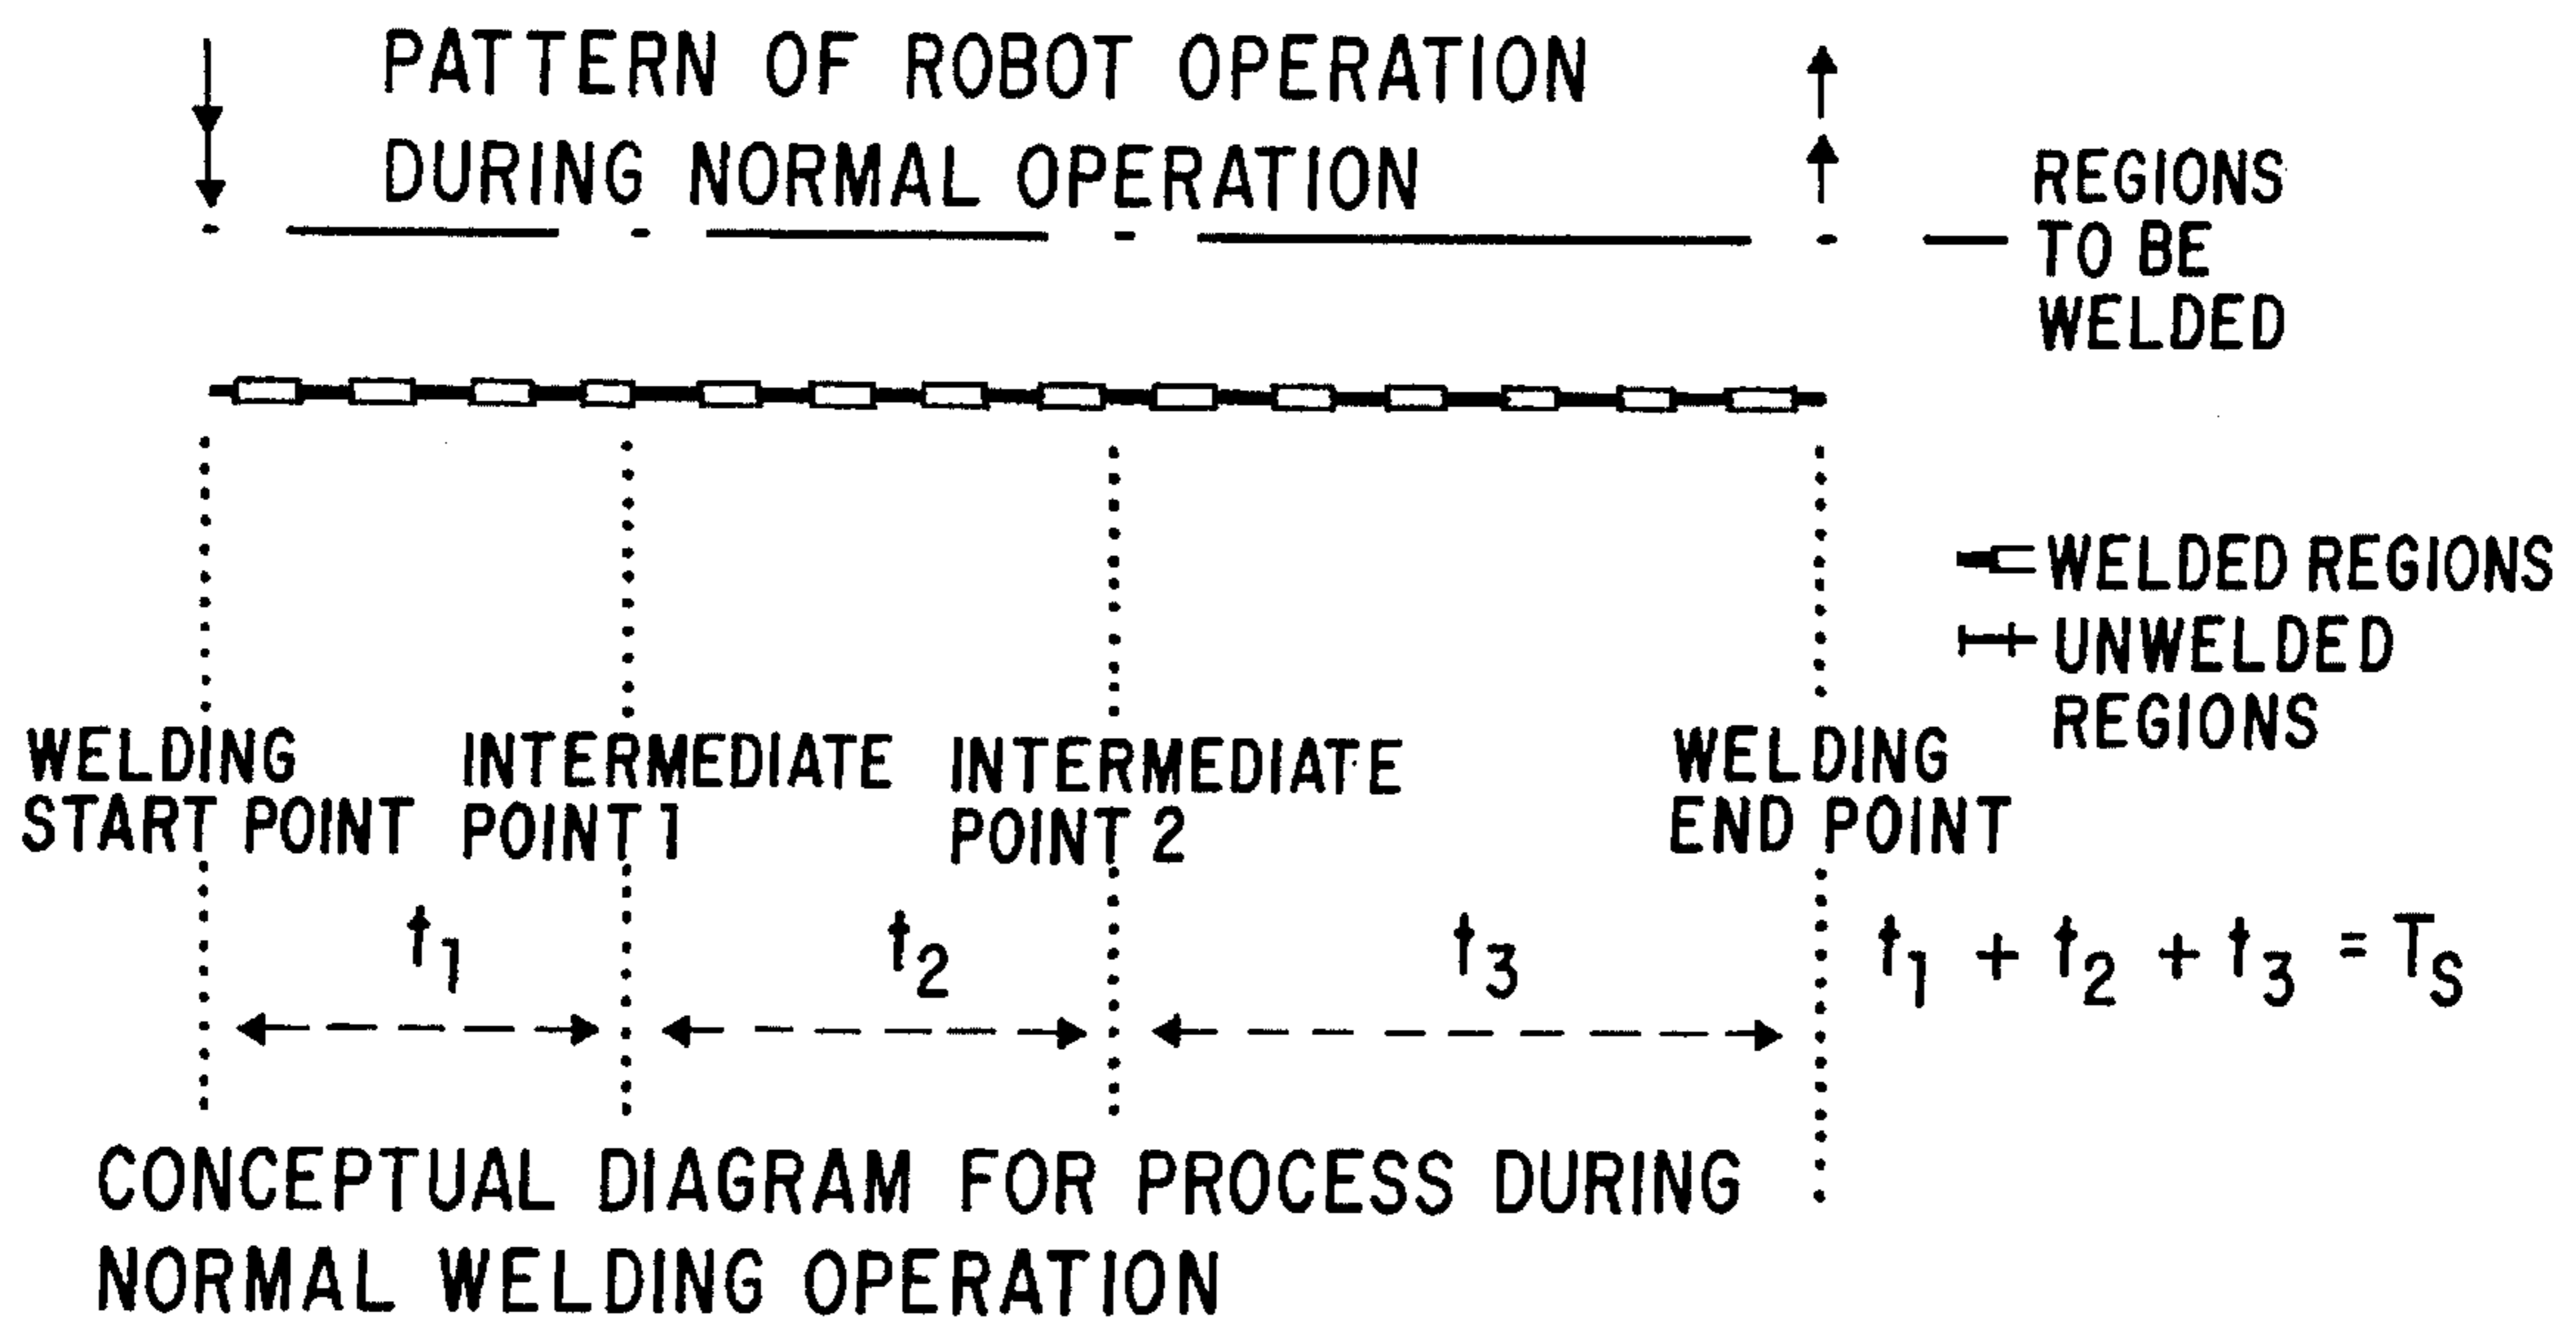 PATTERN OF ROBOT OPERATION
DURING NORMAL OPERATION
REGIONS
TO BE
WELDED
WELDED REGIONS
UNWELDED
REGIONS
WELDING
START POINT
INTERMEDIATE
POINT 1
INTERMEDIATE
POINT 2
WELDING
END POINT
t1
t2
t3
t1 + t2 + t3 = TS
CONCEPTUAL DIAGRAM FOR PROCESS DURING
NORMAL WELDING OPERATION